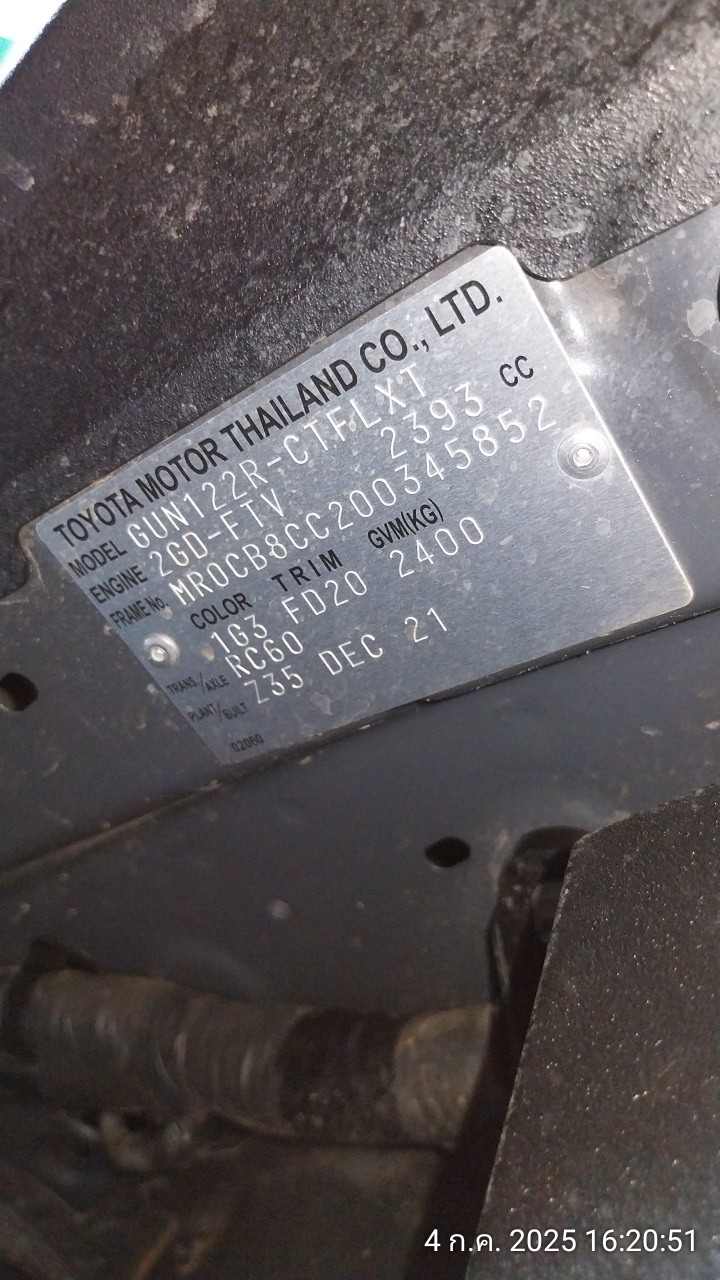 TOYOTA MOTOR THAILAND CO., LTD.
MODEL GUN122R-CTFLXT
ENGINE 2GD-FTV 2393 CC
FRAME No. MR0CB8CC200345852
COLOR TRIM GVM(KG)
1G3 FD20 2400
TRANS/AXLE RC60
PLANT/BUILT Z35 DEC 21
02060
4 ก.ค. 2025 16:20:51